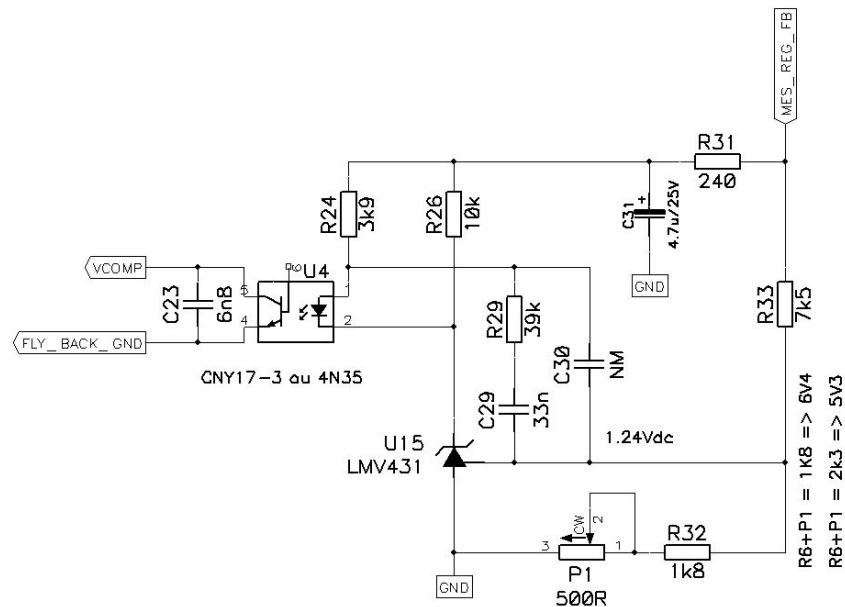 MES_REG_FB
R31
240
R24
3k9
R26
10k
C31
+
4.7u/25V
GND
VCOMP
C23
6n8
5
4
6
U4
1
2
FLY_BACK_GND
CNY17-3 ou 4N35
R29
39k
C30
NM
C29
33n
R33
7k5
U15
LMV431
1.24Vdc
R6+P1 = 1K8 => 6V4
R6+P1 = 2k3 => 5V3
CW
2
3
1
P1
500R
R32
1k8
GND